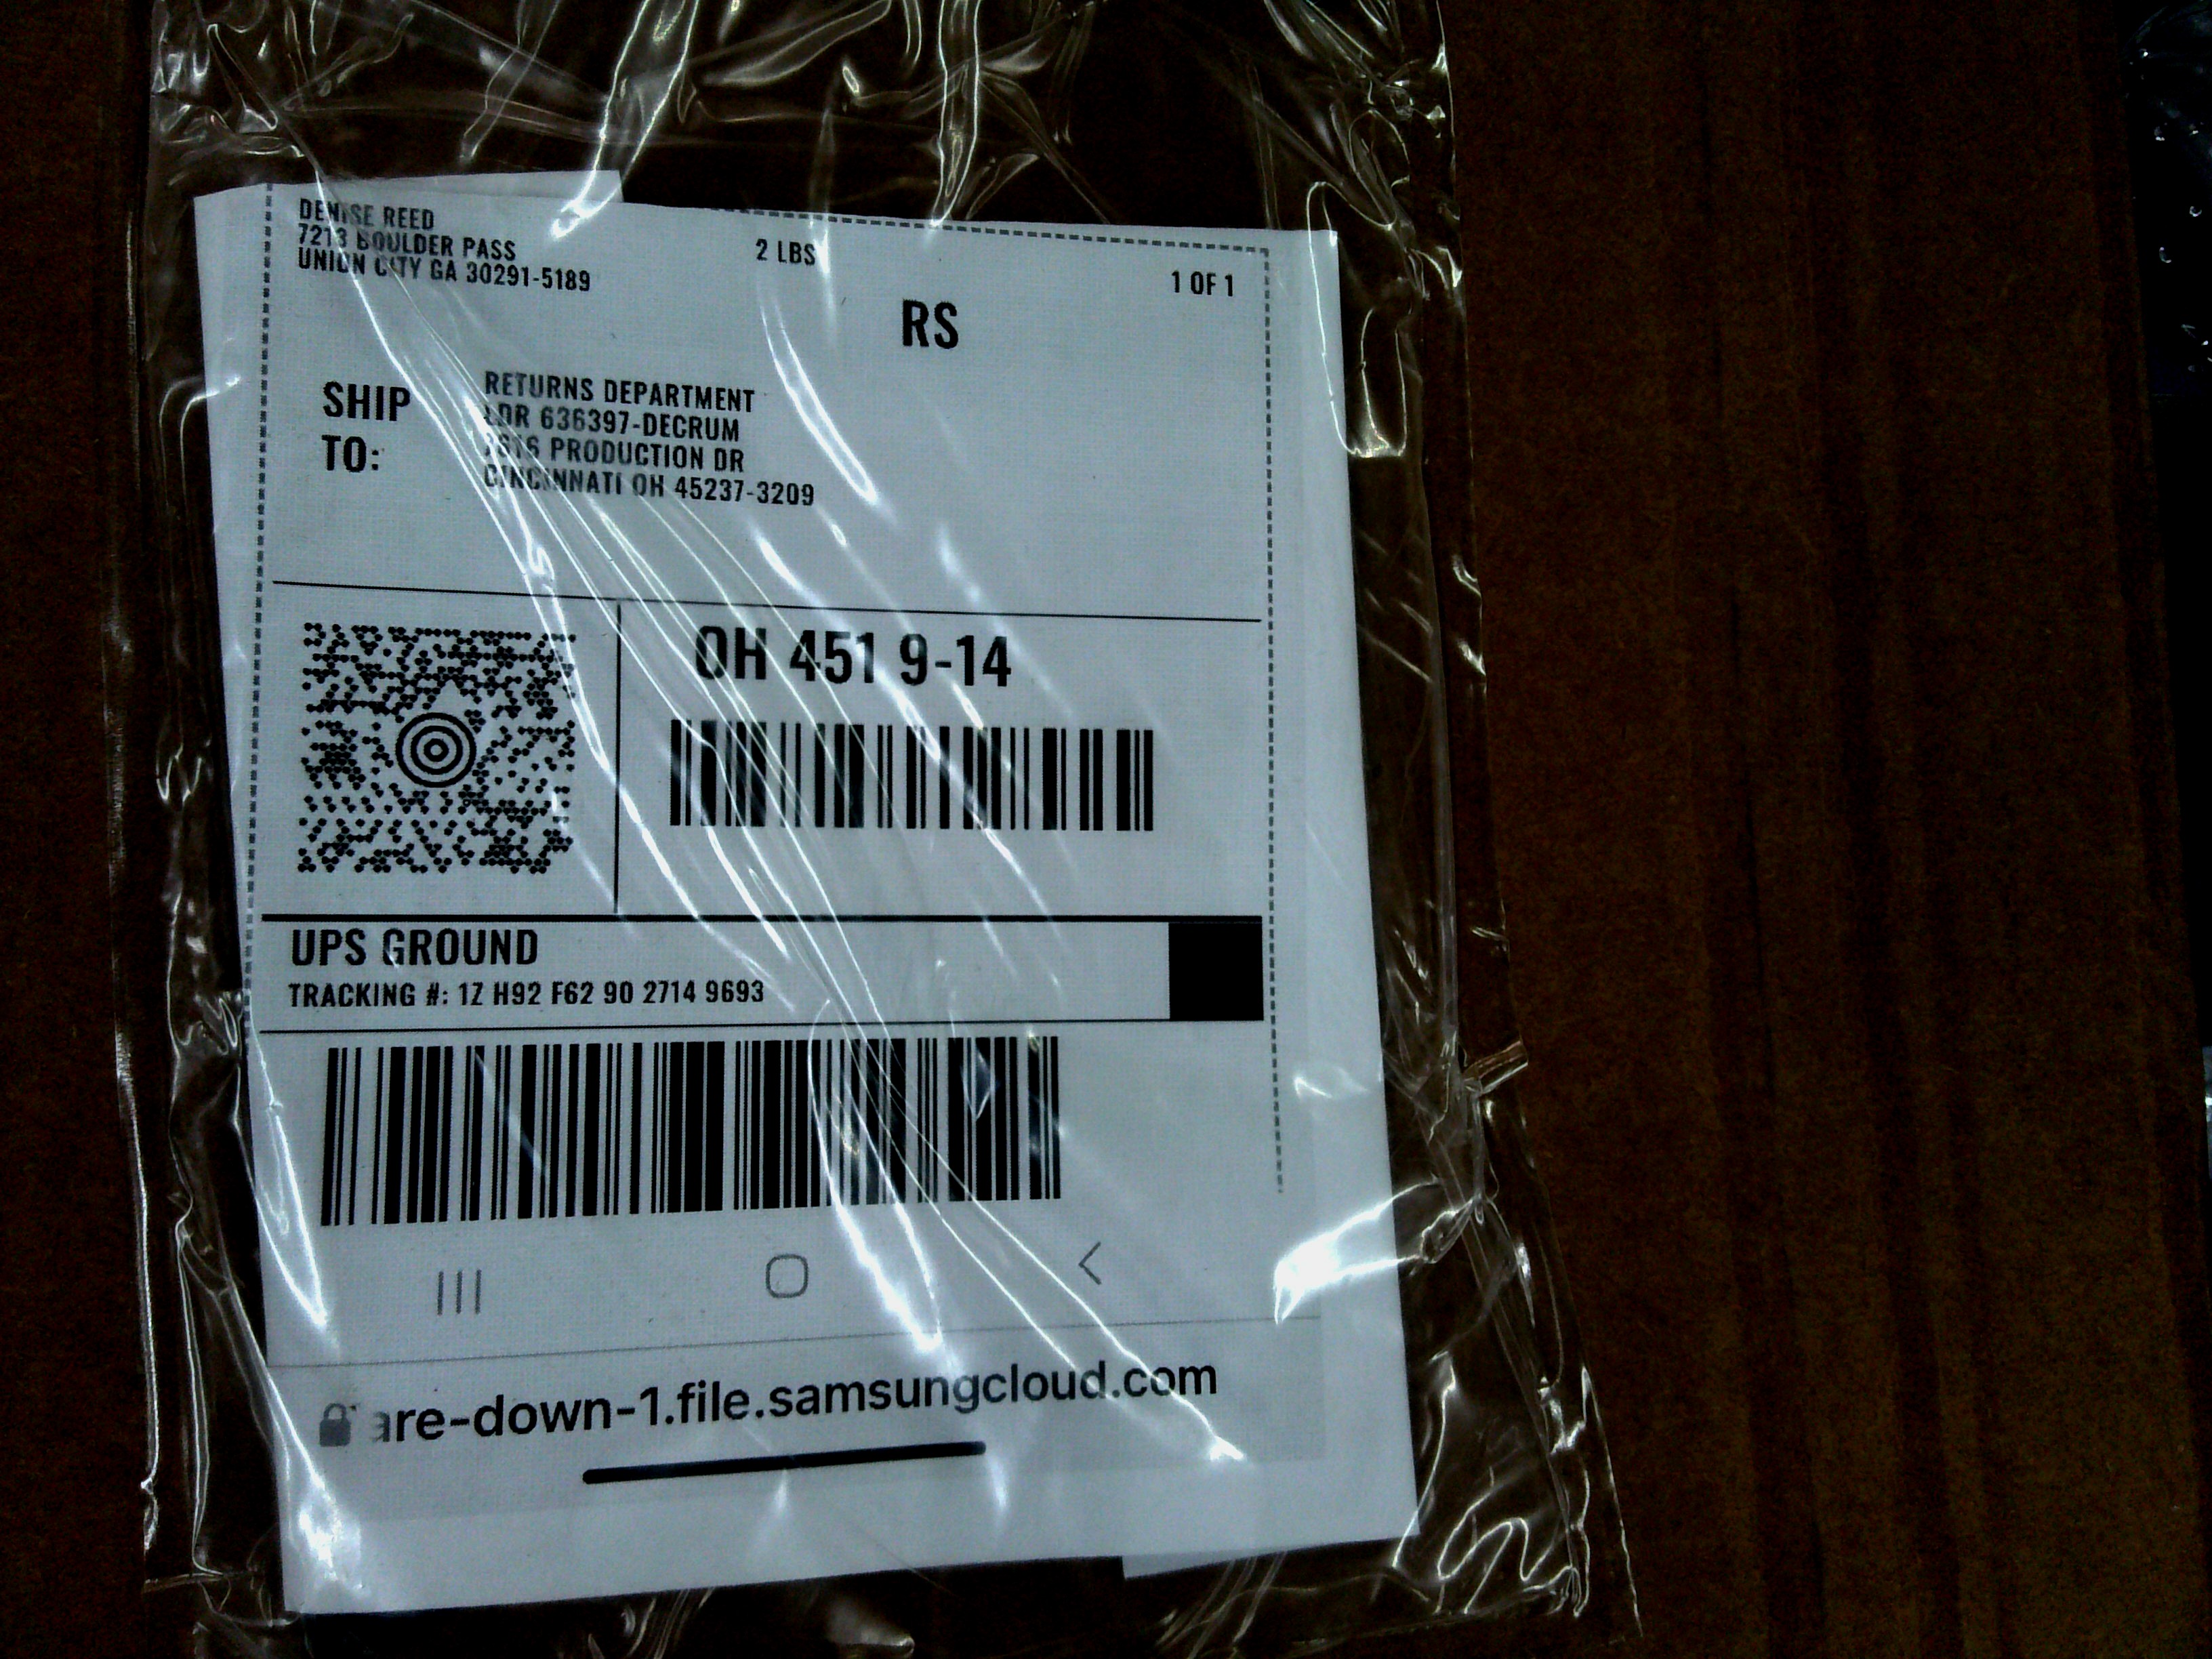 DENISE REED
7213 BOULDER PASS
UNION CITY GA 30291-5189
2 LBS
1 OF 1
RS
SHIP
TO:
RETURNS DEPARTMENT
636397-DECRUM
PRODUCTION DR
CINCINNATI OH 45237-3209
OH 451 9-14
UPS GROUND
TRACKING #: 1Z H92 F62 90 2714 9693
are-down-1.file.samsungcloud.com